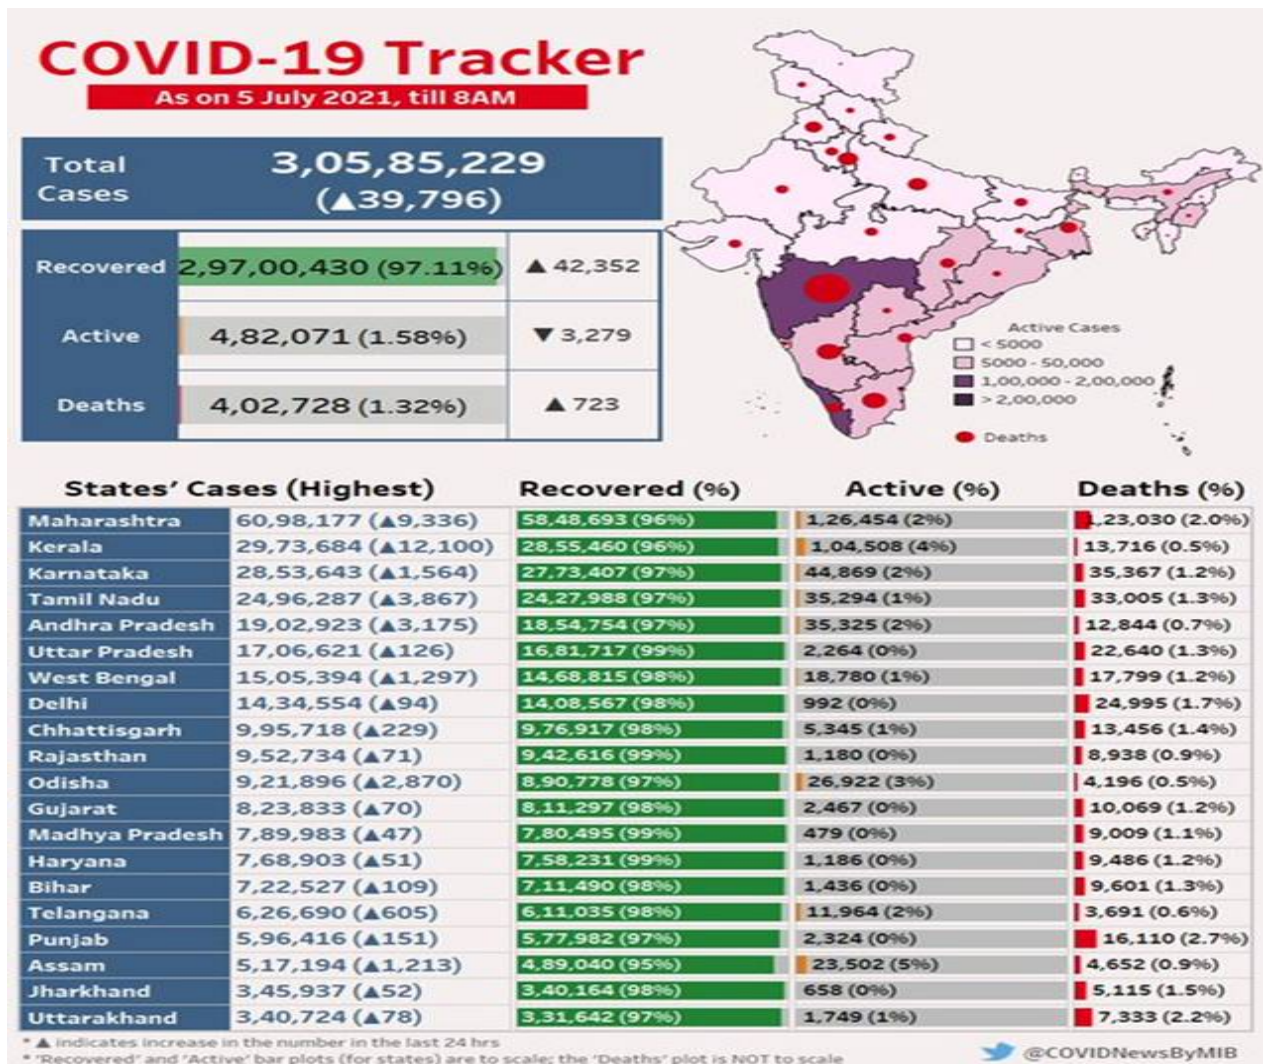 COVID-19 Tracker
As on 5 July 2021, till 8AM
Total Cases 3,05,85,229
(▲39,796)
Recovered 2,97,00,430 (97.11%) ▲ 42,352
Active 4,82,071 (1.58%) ▼ 3,279
Deaths 4,02,728 (1.32%) ▲ 723
Active Cases
< 5000
5000 - 50,000
1,00,000 - 2,00,000
> 2,00,000
Deaths
States' Cases (Highest) Recovered (%) Active (%) Deaths (%)
Maharashtra 60,98,177 (▲9,336) 58,48,693 (96%) 1,26,454 (2%) 1,23,030 (2.0%)
Kerala 29,73,684 (▲12,100) 28,55,460 (96%) 1,04,508 (4%) 13,716 (0.5%)
Karnataka 28,53,643 (▲1,564) 27,73,407 (97%) 44,869 (2%) 35,367 (1.2%)
Tamil Nadu 24,96,287 (▲3,867) 24,27,988 (97%) 35,294 (1%) 33,005 (1.3%)
Andhra Pradesh 19,02,923 (▲3,175) 18,54,754 (97%) 35,325 (2%) 12,844 (0.7%)
Uttar Pradesh 17,06,621 (▲126) 16,81,717 (99%) 2,264 (0%) 22,640 (1.3%)
West Bengal 15,05,394 (▲1,297) 14,68,815 (98%) 18,780 (1%) 17,799 (1.2%)
Delhi 14,34,554 (▲94) 14,08,567 (98%) 992 (0%) 24,995 (1.7%)
Chhattisgarh 9,95,718 (▲229) 9,76,917 (98%) 5,345 (1%) 13,456 (1.4%)
Rajasthan 9,52,734 (▲71) 9,42,616 (99%) 1,180 (0%) 8,938 (0.9%)
Odisha 9,21,896 (▲2,870) 8,90,778 (97%) 26,922 (3%) 4,196 (0.5%)
Gujarat 8,23,833 (▲70) 8,11,297 (98%) 2,467 (0%) 10,069 (1.2%)
Madhya Pradesh 7,89,983 (▲47) 7,80,495 (99%) 479 (0%) 9,009 (1.1%)
Haryana 7,68,903 (▲51) 7,58,231 (99%) 1,186 (0%) 9,486 (1.2%)
Bihar 7,22,527 (▲109) 7,11,490 (98%) 1,436 (0%) 9,601 (1.3%)
Telangana 6,26,690 (▲605) 6,11,035 (98%) 11,964 (2%) 3,691 (0.6%)
Punjab 5,96,416 (▲151) 5,77,982 (97%) 2,324 (0%) 16,110 (2.7%)
Assam 5,17,194 (▲1,213) 4,89,040 (95%) 23,502 (5%) 4,652 (0.9%)
Jharkhand 3,45,937 (▲52) 3,40,164 (98%) 658 (0%) 5,115 (1.5%)
Uttarakhand 3,40,724 (▲78) 3,31,642 (97%) 1,749 (1%) 7,333 (2.2%)
* ▲ indicates increase in the number in the last 24 hrs
* 'Recovered' and 'Active' bar plots (for states) are to scale; the 'Deaths' plot is NOT to scale
@COVIDNewsByMIB